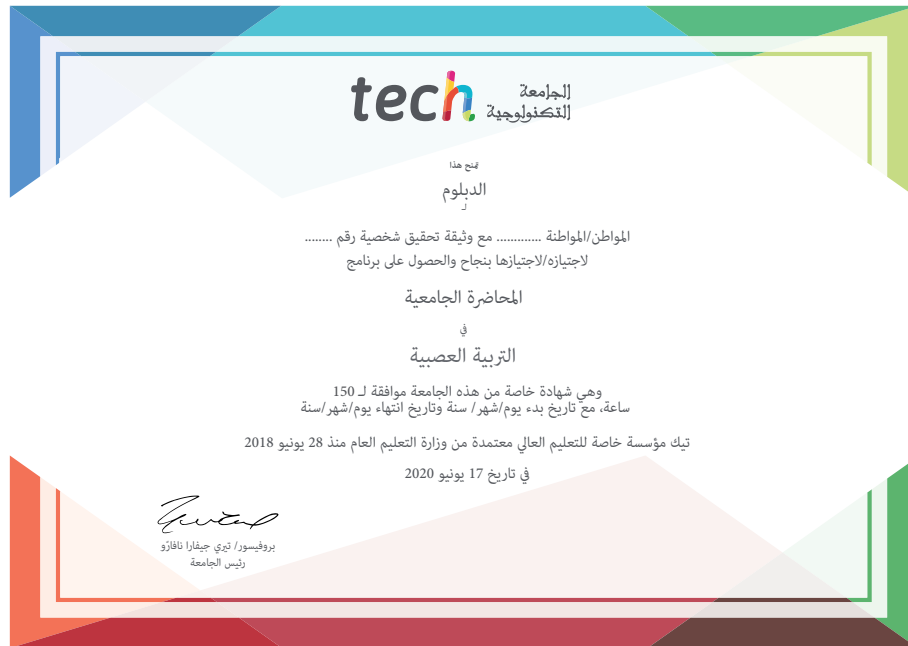 tech الجامعة
التكنولوجية
يمنح هذا
الدبلوم
لـ
المواطن/المواطنة ............. مع وثيقة تحقيق شخصية رقم ........
لاجتيازه/لاجتيازها بنجاح والحصول على برنامج
المحاضرة الجامعية
في
التربية العصبية
وهي شهادة خاصة من هذه الجامعة موافقة لـ 150
ساعة، مع تاريخ بدء يوم/شهر/ سنة وتاريخ انتهاء يوم/شهر/سنة
تيك مؤسسة خاصة للتعليم العالي معتمدة من وزارة التعليم العام منذ 28 يونيو 2018
في تاريخ 17 يونيو 2020
بروفيسور/ تيري جيفارا نافارّو
رئيس الجامعة